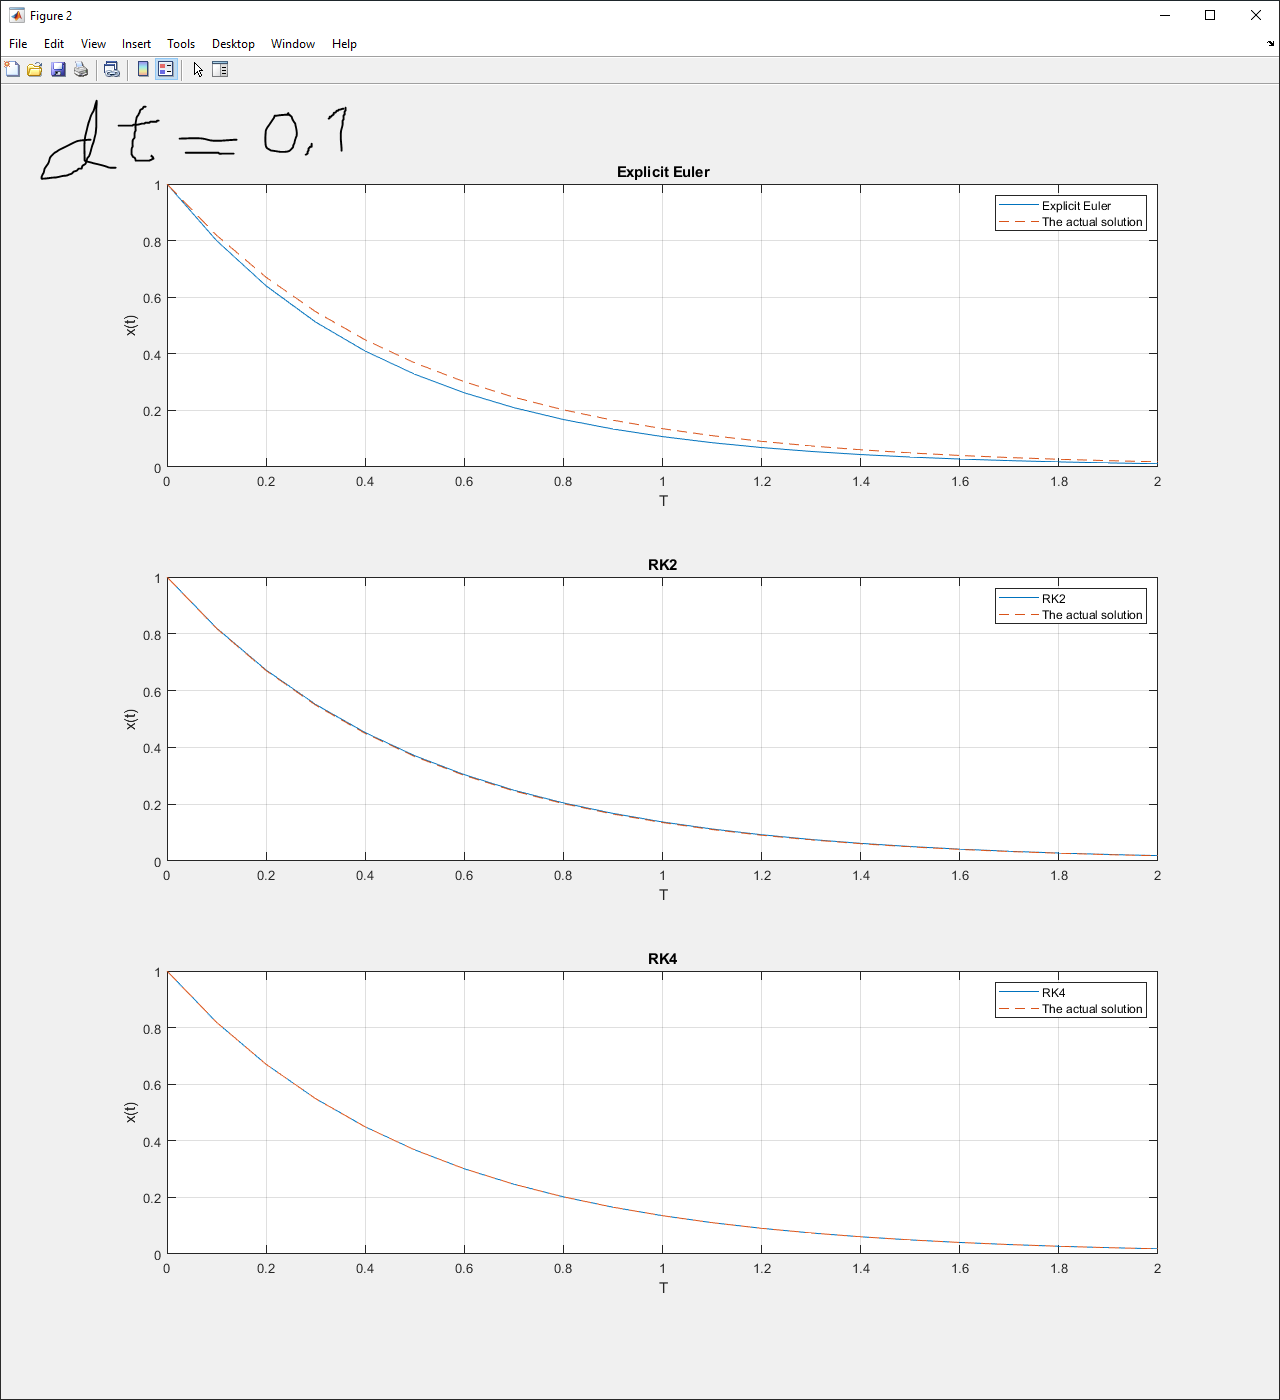 Figure 2
File Edit View Insert Tools Desktop Window Help
dt = 0,1
Explicit Euler
1
0.8
0.6
0.4
0.2
0
x(t)
Explicit Euler
The actual solution
0 0.2 0.4 0.6 0.8 1 1.2 1.4 1.6 1.8 2
T
RK2
1
0.8
0.6
0.4
0.2
0
x(t)
RK2
The actual solution
0 0.2 0.4 0.6 0.8 1 1.2 1.4 1.6 1.8 2
T
RK4
1
0.8
0.6
0.4
0.2
0
x(t)
RK4
The actual solution
0 0.2 0.4 0.6 0.8 1 1.2 1.4 1.6 1.8 2
T